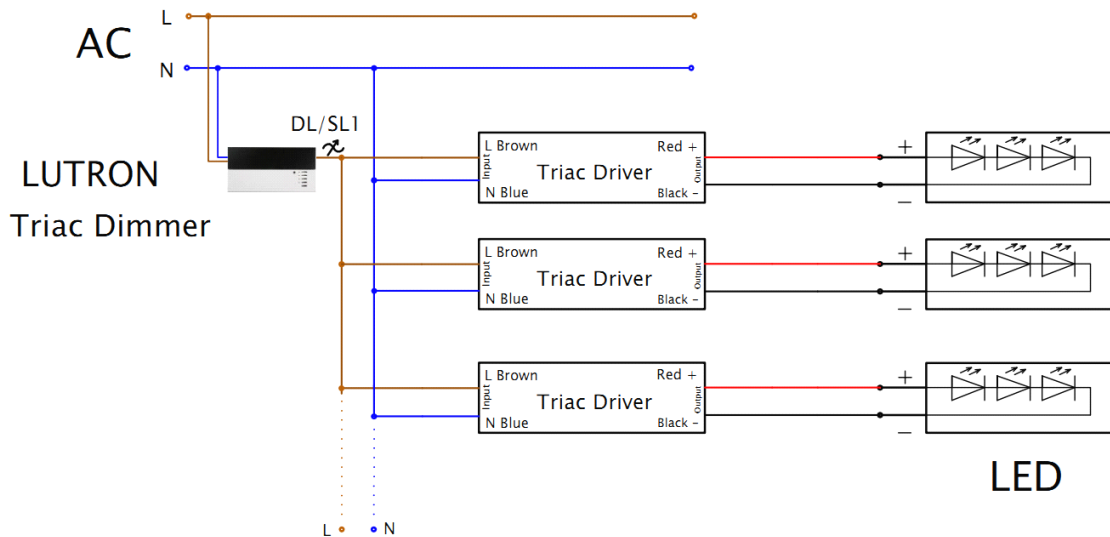 L
AC
N
DL/SL1
LUTRON
Triac Dimmer
L Brown
Input
N Blue
Triac Driver
Red +
Output
Black -
+
−
L Brown
Input
N Blue
Triac Driver
Red +
Output
Black -
+
−
L Brown
Input
N Blue
Triac Driver
Red +
Output
Black -
+
−
LED
L
N